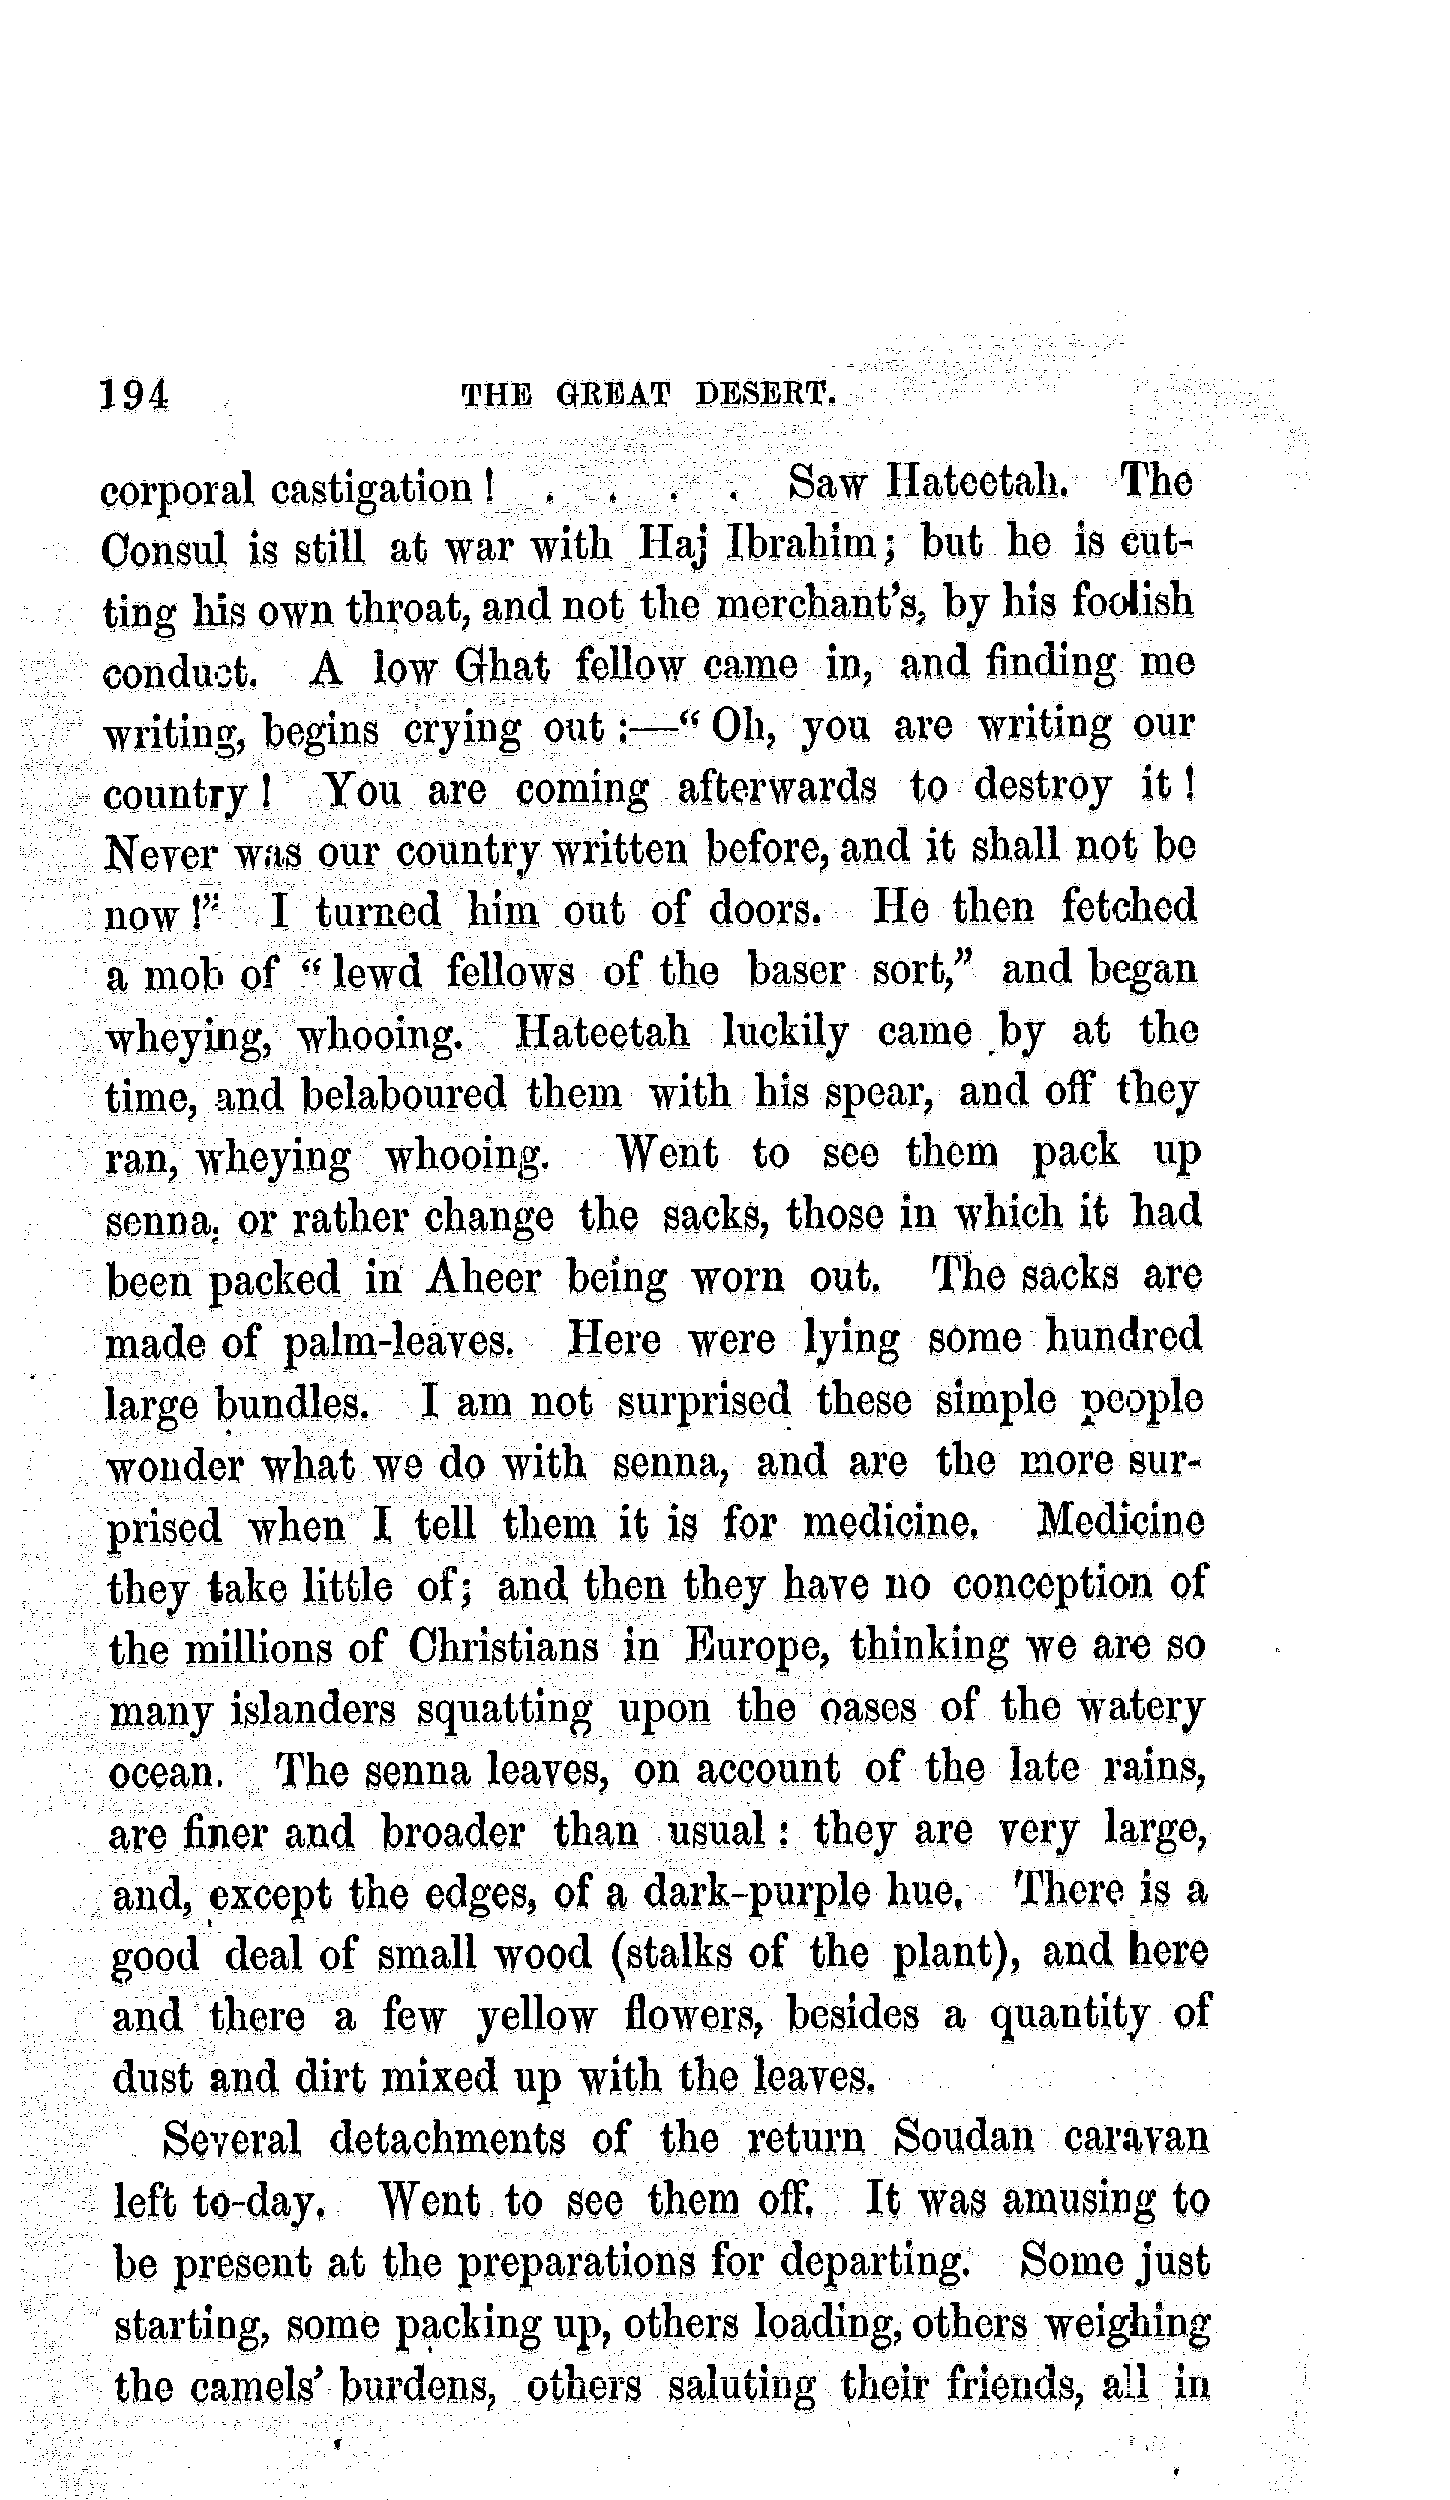 194 THE GREAT DESERT.
corporal castigation ! . . . . Saw Hateetah. The
Consul is still at war with Haj Ibrahim; but he is cut-
ting his own throat, and not the merchant's, by his foolish
conduct. A low Ghat fellow came in, and finding me
writing, begins crying out :—“ Oh, you are writing our
country ! You are coming afterwards to destroy it !
Never was our country written before, and it shall not be
now !” I turned him out of doors. He then fetched
a mob of “ lewd fellows of the baser sort,” and began
wheying, whooing. Hateetah luckily came by at the
time, and belaboured them with his spear, and off they
ran, wheying whooing. Went to see them pack up
senna, or rather change the sacks, those in which it had
been packed in Aheer being worn out. The sacks are
made of palm-leaves. Here were lying some hundred
large bundles. I am not surprised these simple people
wonder what we do with senna, and are the more sur-
prised when I tell them it is for medicine. Medicine
they take little of; and then they have no conception of
the millions of Christians in Europe, thinking we are so
many islanders squatting upon the oases of the watery
ocean. The senna leaves, on account of the late rains,
are finer and broader than usual : they are very large,
and, except the edges, of a dark-purple hue. There is a
good deal of small wood (stalks of the plant), and here
and there a few yellow flowers, besides a quantity of
dust and dirt mixed up with the leaves.
Several detachments of the return Soudan caravan
left to-day. Went to see them off. It was amusing to
be present at the preparations for departing. Some just
starting, some packing up, others loading, others weighing
the camels' burdens, others saluting their friends, all in